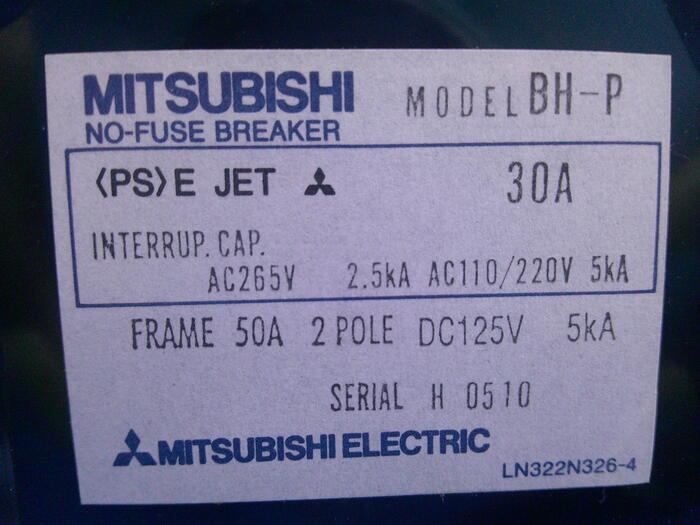 MITSUBISHI MODEL BH-P
NO-FUSE BREAKER
<PS>E JET 30A
INTERRUP. CAP.
AC265V 2.5kA AC110/220V 5kA
FRAME 50A 2 POLE DC125V 5kA
SERIAL H 0510
MITSUBISHI ELECTRIC
LN322N326-4